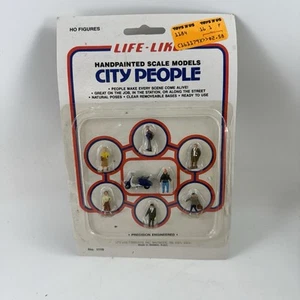 HO FIGURES
LIFE-LIKE
HANDPAINTED SCALE MODELS
CITY PEOPLE
• PEOPLE MAKE EVERY SCENE COME ALIVE!
• GREAT ON THE JOB, IN THE STATION, OR ALONG THE STREET
• NATURAL POSES • CLEAR REMOVEABLE BASES • READY TO USE
PRECISION ENGINEERED